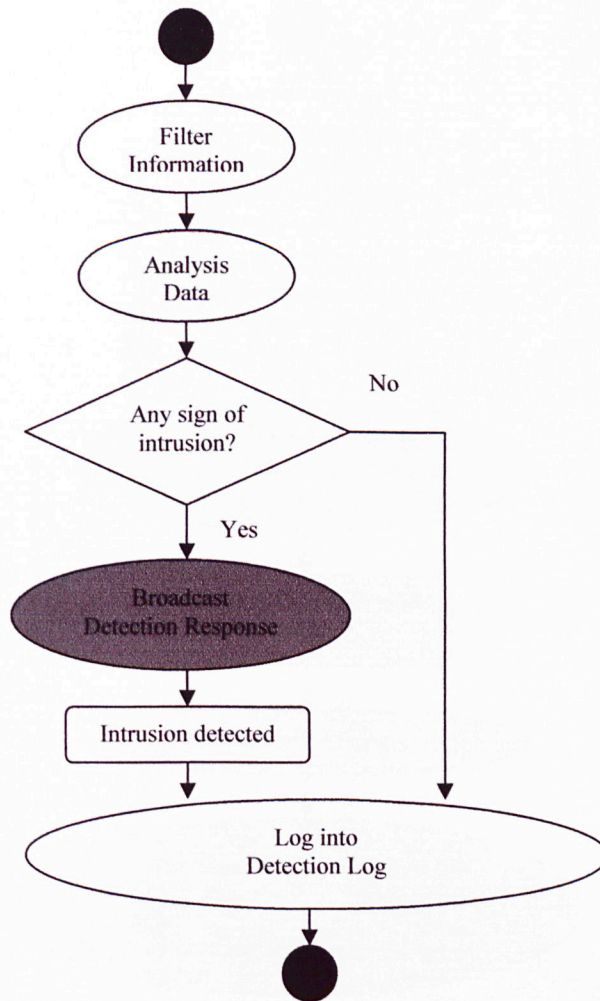 Filter
Information
Analysis
Data
No
Any sign of
intrusion?
Yes
Broadcast
Detection Response
Intrusion detected
Log into
Detection Log